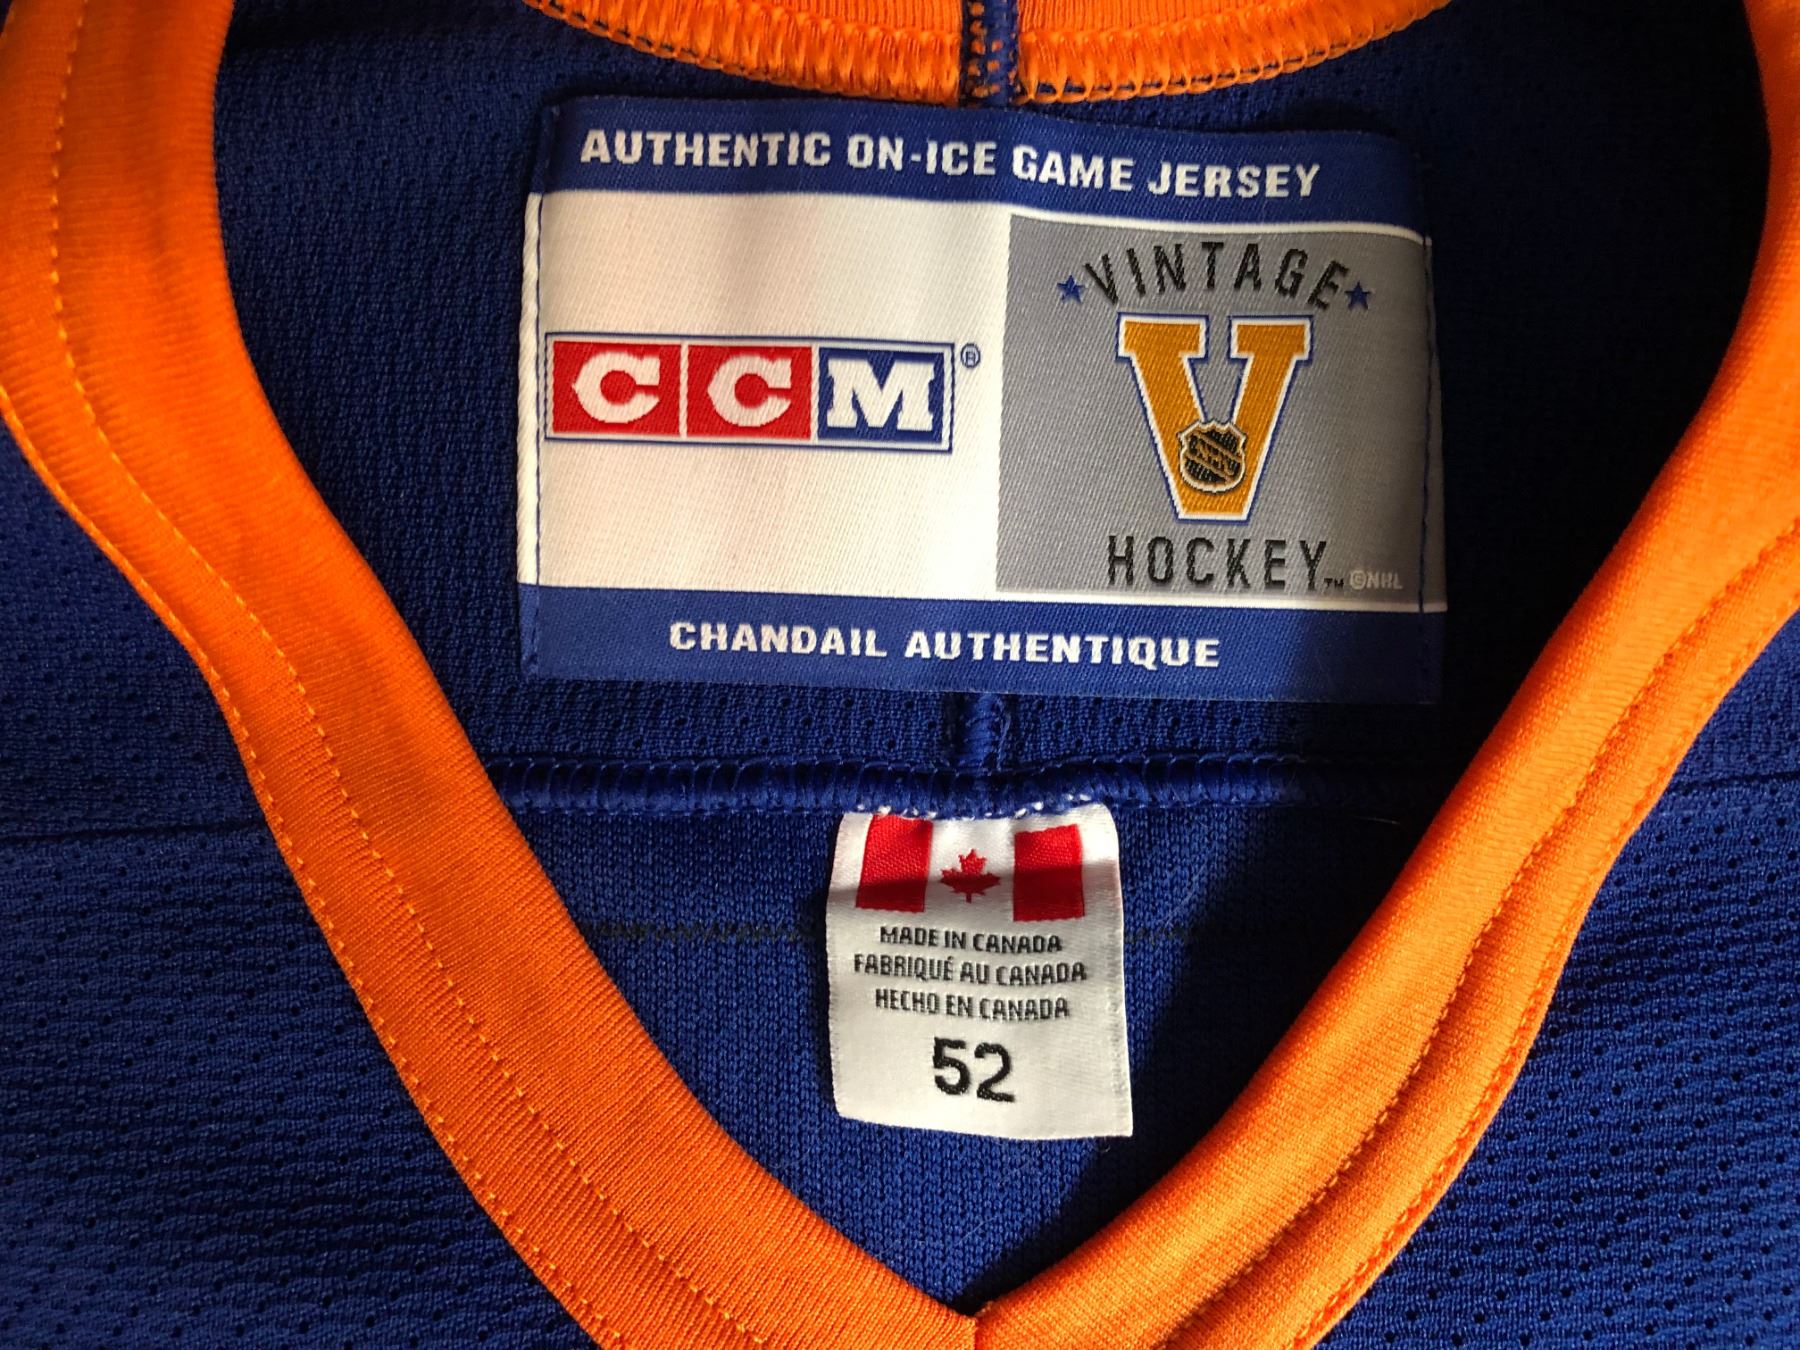 AUTHENTIC ON-ICE GAME JERSEY
CCM®
VINTAGE
V
HOCKEY™ ©NHL
CHANDAIL AUTHENTIQUE
MADE IN CANADA
FABRIQUÉ AU CANADA
HECHO EN CANADA
52